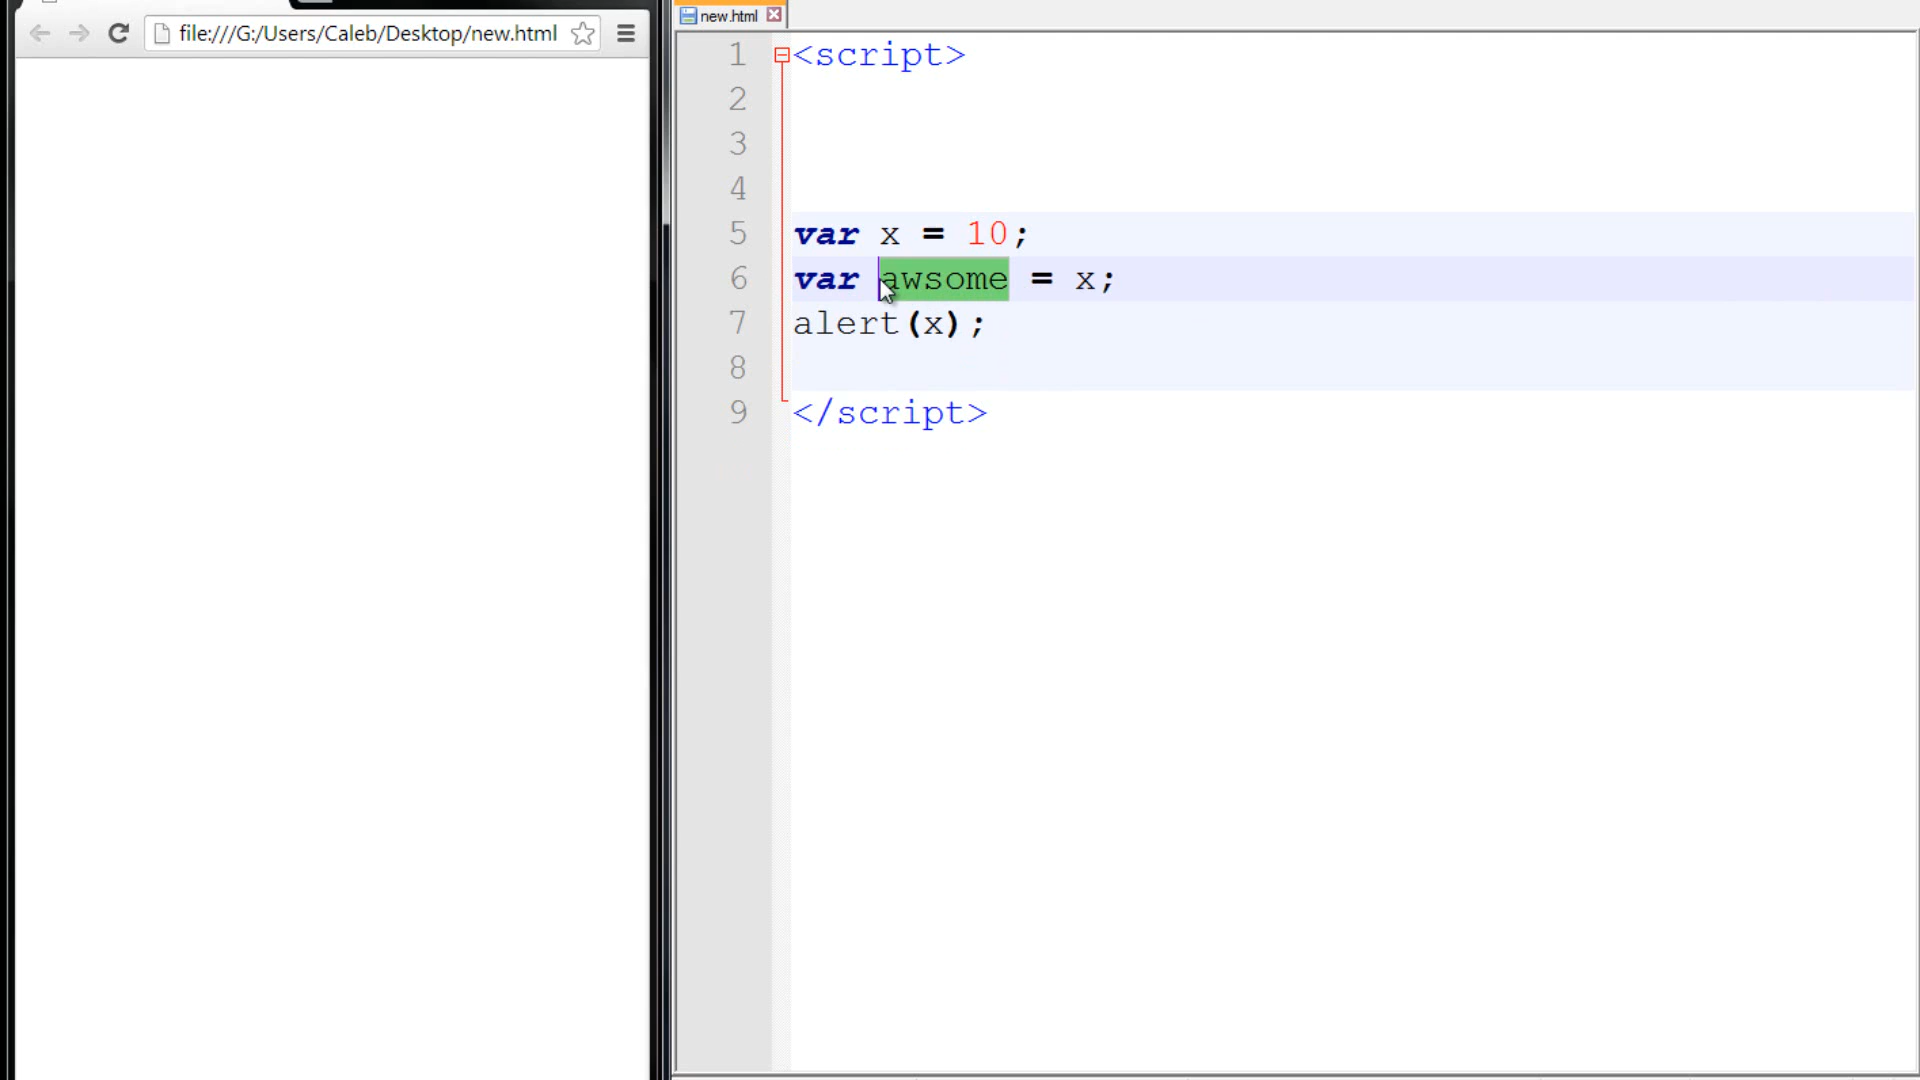 file:///G:/Users/Caleb/Desktop/new.html
new.html
1 <script>
2
3
4
5 var x = 10;
6 var awsome = x;
7 alert(x);
8
9 </script>